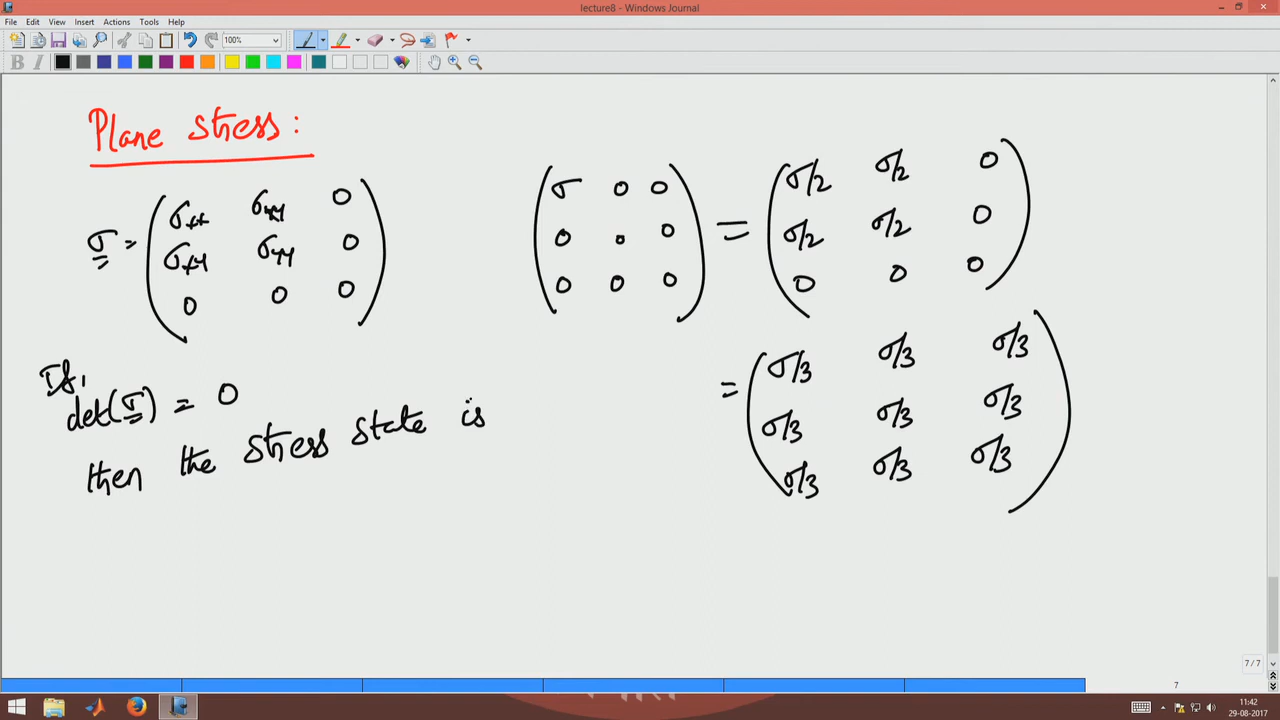 lecture8 - Windows Journal
File Edit View Insert Actions Tools Help
100%
B I
Plane stress:
σ = ( σxx σxy 0
σxy σyy 0
0 0 0 )
( σ 0 0
0 0 0
0 0 0 )
= ( σ/2 σ/2 0
σ/2 σ/2 0
0 0 0 )
= ( σ/3 σ/3 σ/3
σ/3 σ/3 σ/3
σ/3 σ/3 σ/3 )
If,
det(σ) = 0
then the stress state is
7 / 7
7
11:42
29-08-2017